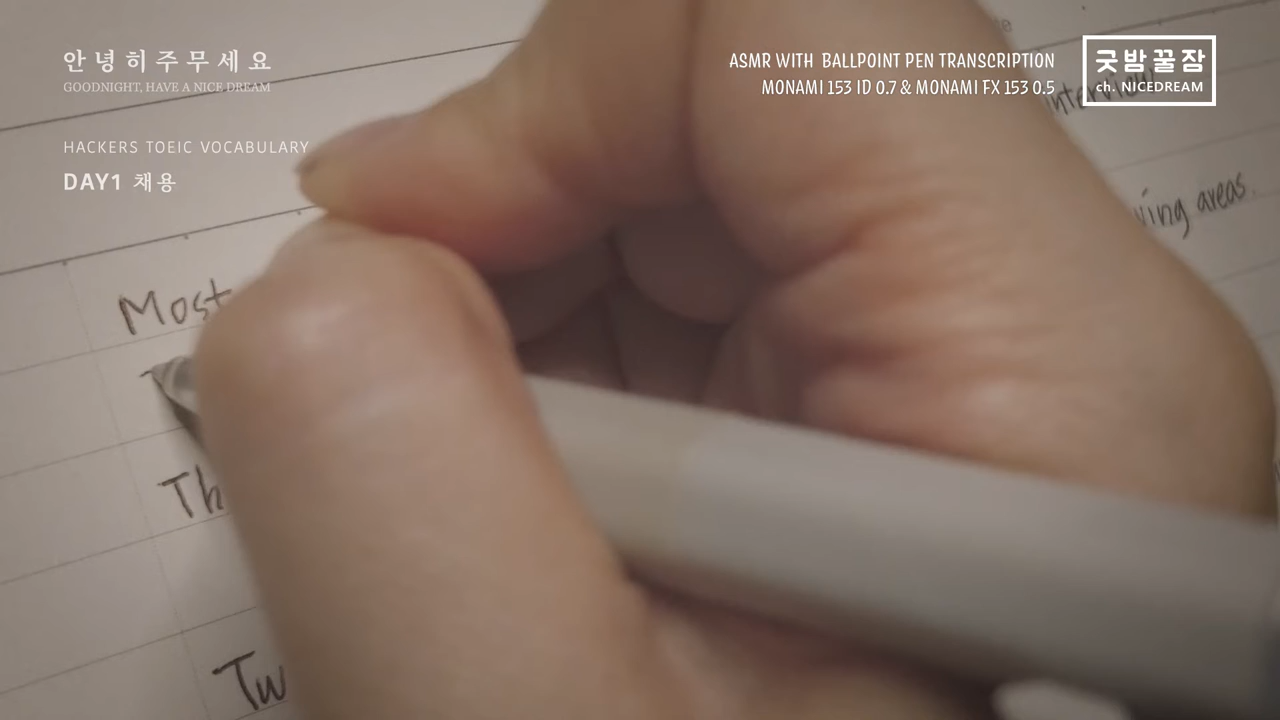 안녕히주무세요
GOODNIGHT, HAVE A NICE DREAM
HACKERS TOEIC VOCABULARY
DAY1 채용
ASMR WITH BALLPOINT PEN TRANSCRIPTION
MONAMI 153 ID 0.7 & MONAMI FX 153 0.5
굿밤꿀잠
ch. NICEDREAM
interview
areas.
Most
Th
Tw